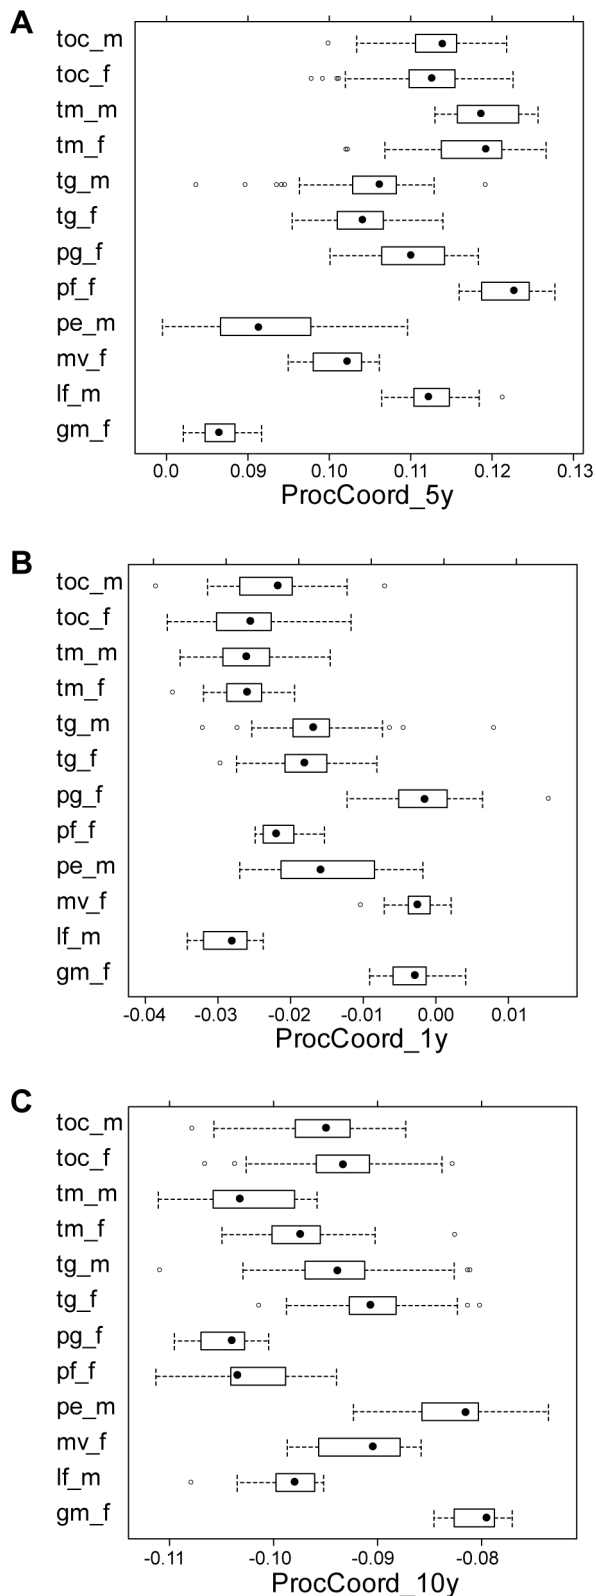 A
toc_m
toc_f
tm_m
tm_f
tg_m
tg_f
pg_f
pf_f
pe_m
mv_f
lf_m
gm_f
0.0 0.09 0.10 0.11 0.12 0.13
ProcCoord_5y
B
toc_m
toc_f
tm_m
tm_f
tg_m
tg_f
pg_f
pf_f
pe_m
mv_f
lf_m
gm_f
-0.04 -0.03 -0.02 -0.01 0.00 0.01
ProcCoord_1y
C
toc_m
toc_f
tm_m
tm_f
tg_m
tg_f
pg_f
pf_f
pe_m
mv_f
lf_m
gm_f
-0.11 -0.10 -0.09 -0.08
ProcCoord_10y